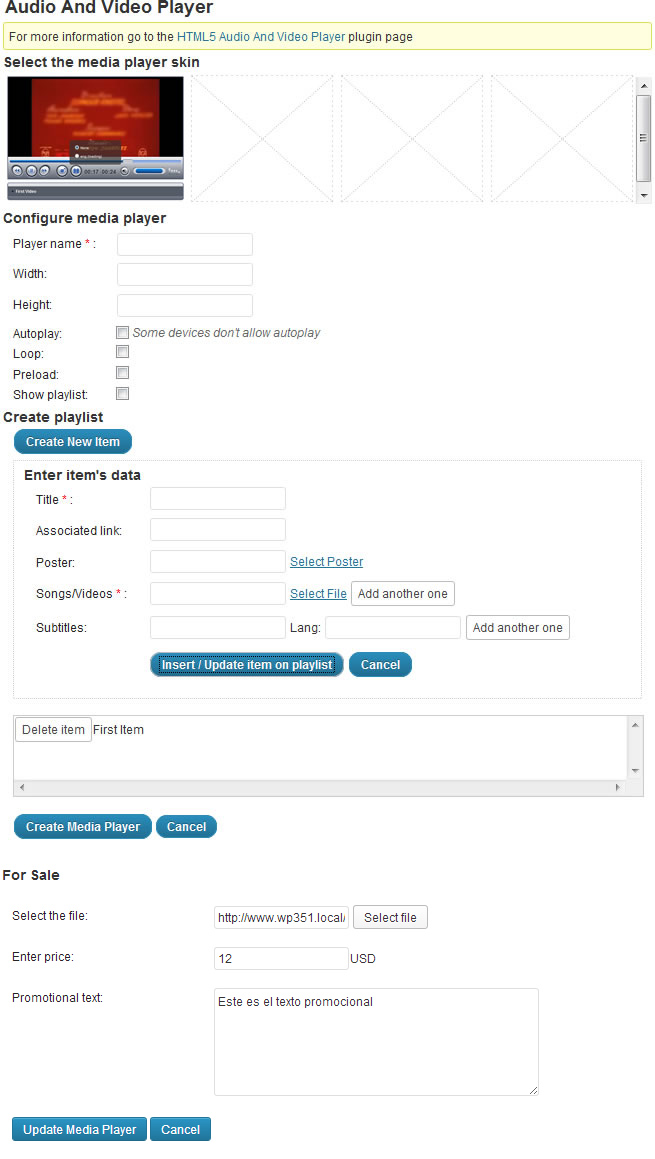 Audio And Video Player
For more information go to the HTML5 Audio And Video Player plugin page
Select the media player skin
00:17 00:24
First Video
Configure media player
Player name * :
Width:
Height:
Autoplay: Some devices don't allow autoplay
Loop:
Preload:
Show playlist:
Create playlist
Create New Item
Enter item's data
Title * :
Associated link:
Poster: Select Poster
Songs/Videos * : Select File Add another one
Subtitles: Lang: Add another one
Insert / Update item on playlist Cancel
Delete item First Item
Create Media Player Cancel
For Sale
Select the file: http://www.wp351.local/ Select file
Enter price: 12 USD
Promotional text: Este es el texto promocional
Update Media Player Cancel